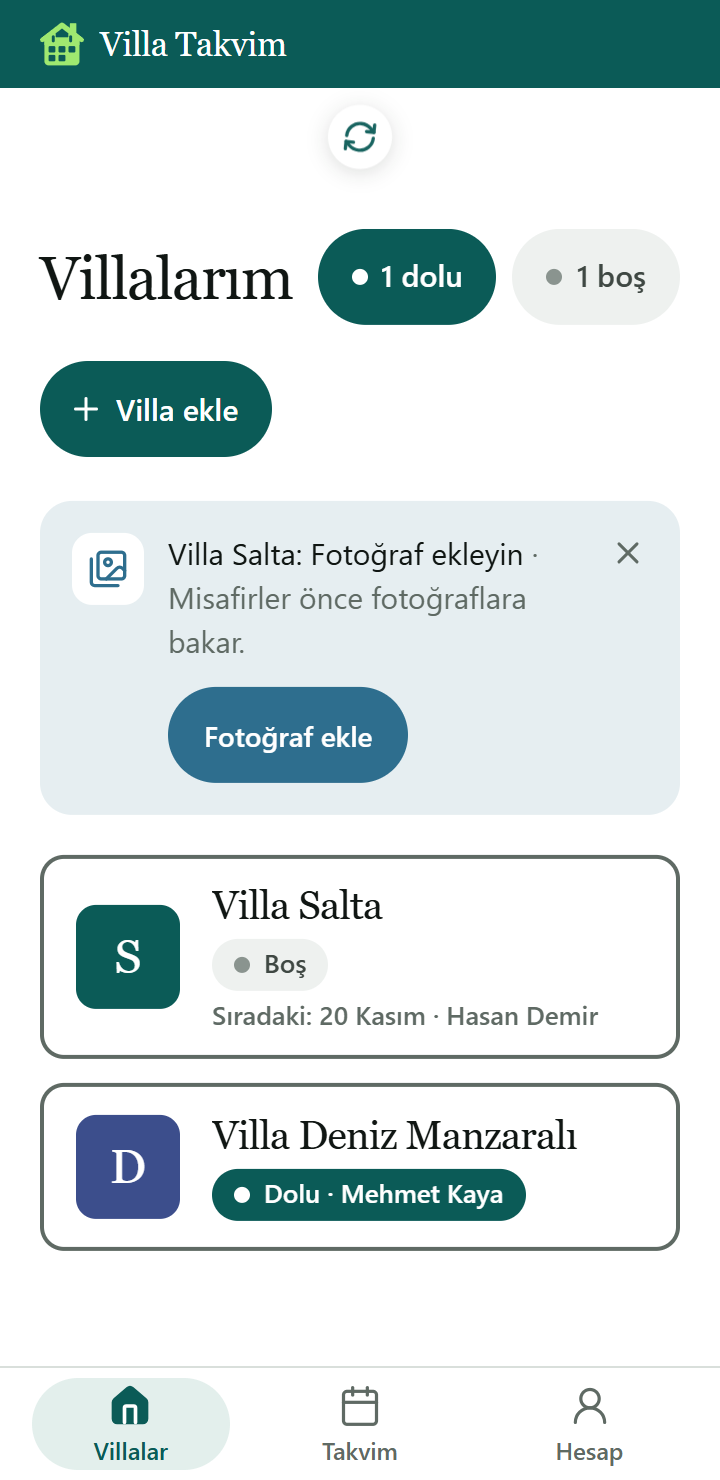 Villa Takvim
Villalarım
1 dolu
1 boş
+ Villa ekle
Villa Salta: Fotoğraf ekleyin ·
Misafirler önce fotoğraflara
bakar.
Fotoğraf ekle
S
Villa Salta
Boş
Sıradaki: 20 Kasım · Hasan Demir
D
Villa Deniz Manzaralı
Dolu · Mehmet Kaya
Villalar
Takvim
Hesap